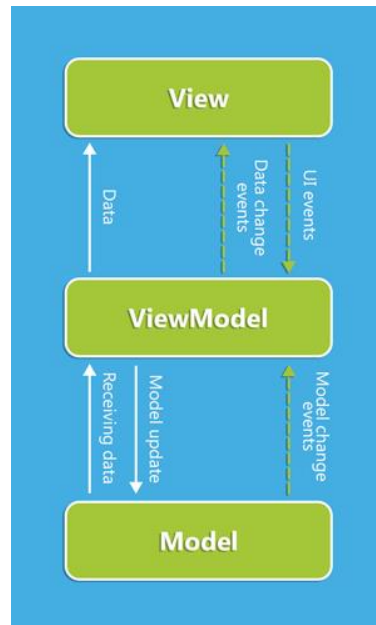 View
Data
Data change
events
UI events
ViewModel
Receiving data
Model update
Model change
events
Model